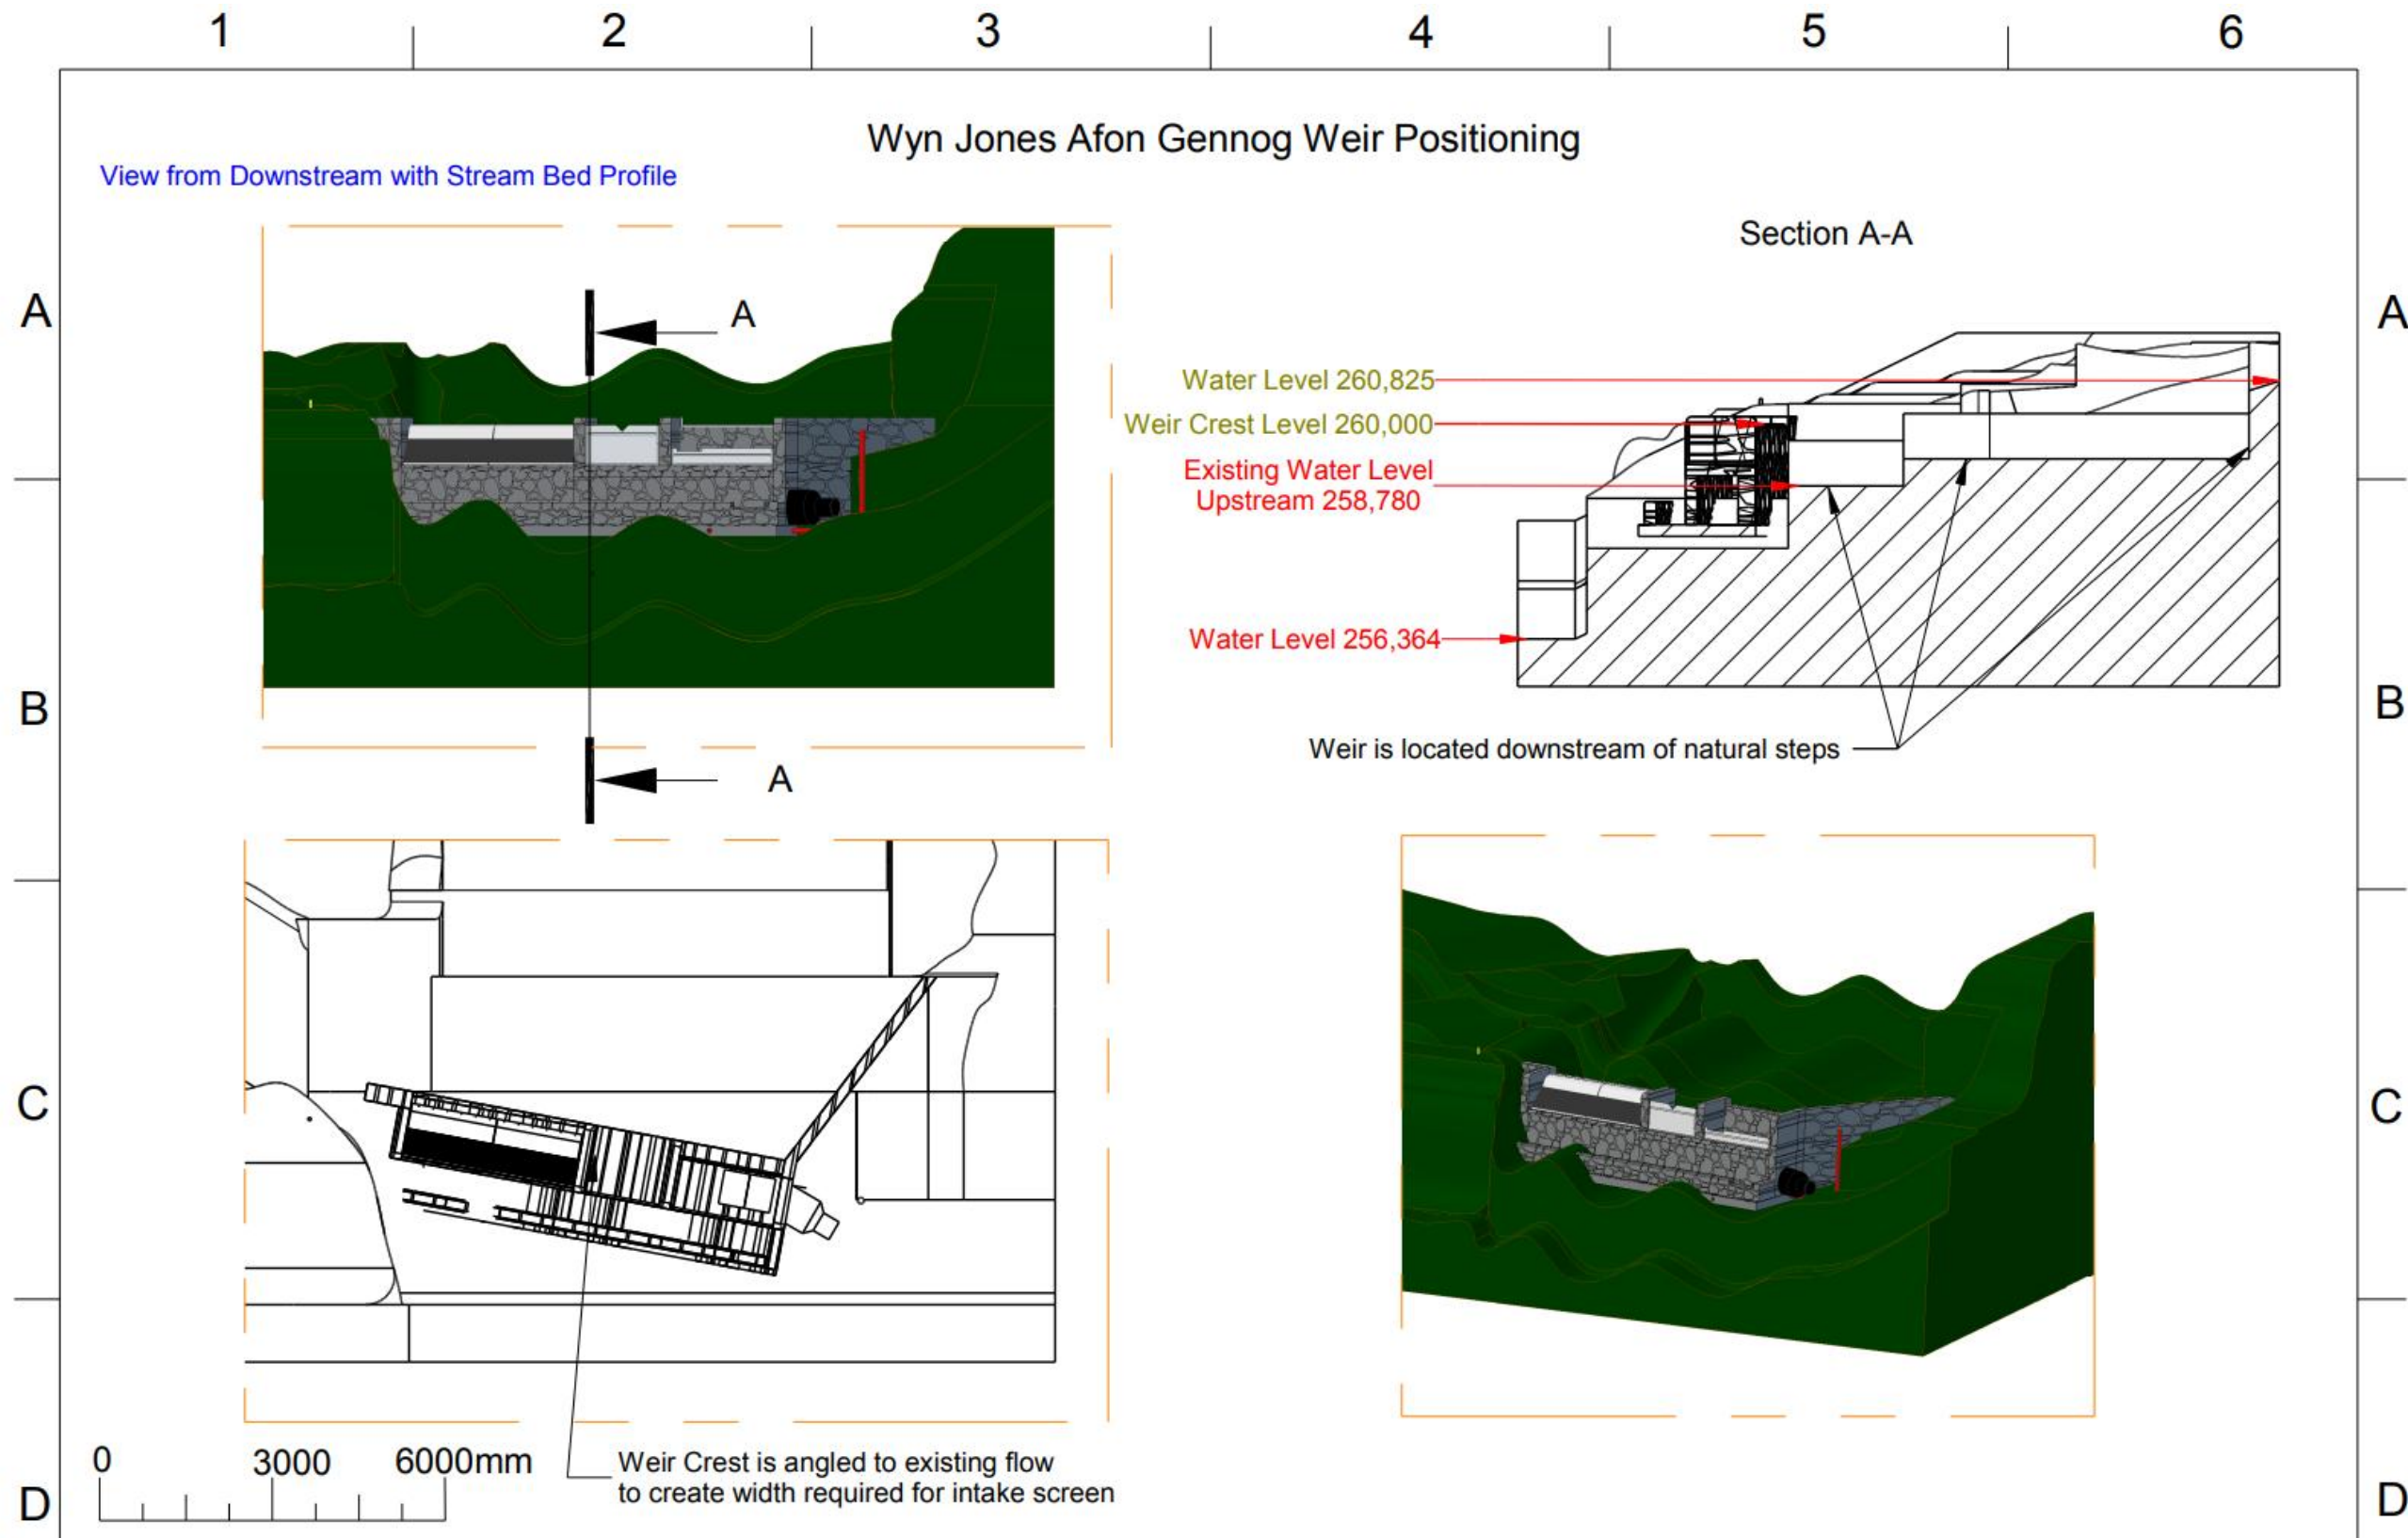 1 2 3 4 5 6
Wyn Jones Afon Gennog Weir Positioning
View from Downstream with Stream Bed Profile
Section A-A
A A
A
Water Level 260,825
Weir Crest Level 260,000
Existing Water Level
Upstream 258,780
Water Level 256,364
B B
Weir is located downstream of natural steps
A
C C
0 3000 6000mm
Weir Crest is angled to existing flow
to create width required for intake screen
D D